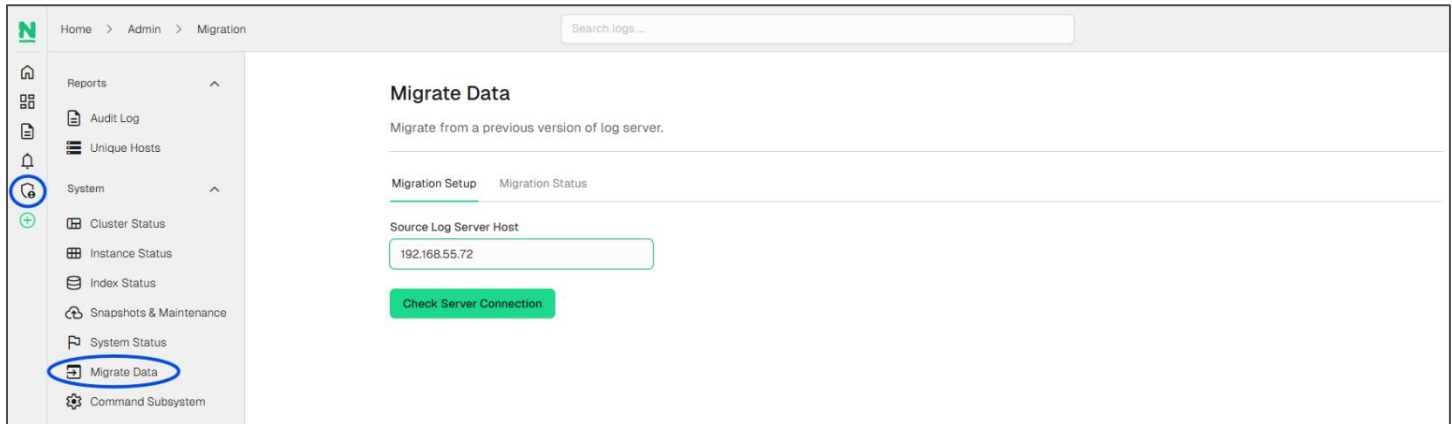 N
Home > Admin > Migration
Search logs ...
Reports
Audit Log
Unique Hosts
System
Cluster Status
Instance Status
Index Status
Snapshots & Maintenance
System Status
Migrate Data
Command Subsystem
Migrate Data
Migrate from a previous version of log server.
Migration Setup Migration Status
Source Log Server Host
192.168.55.72
Check Server Connection